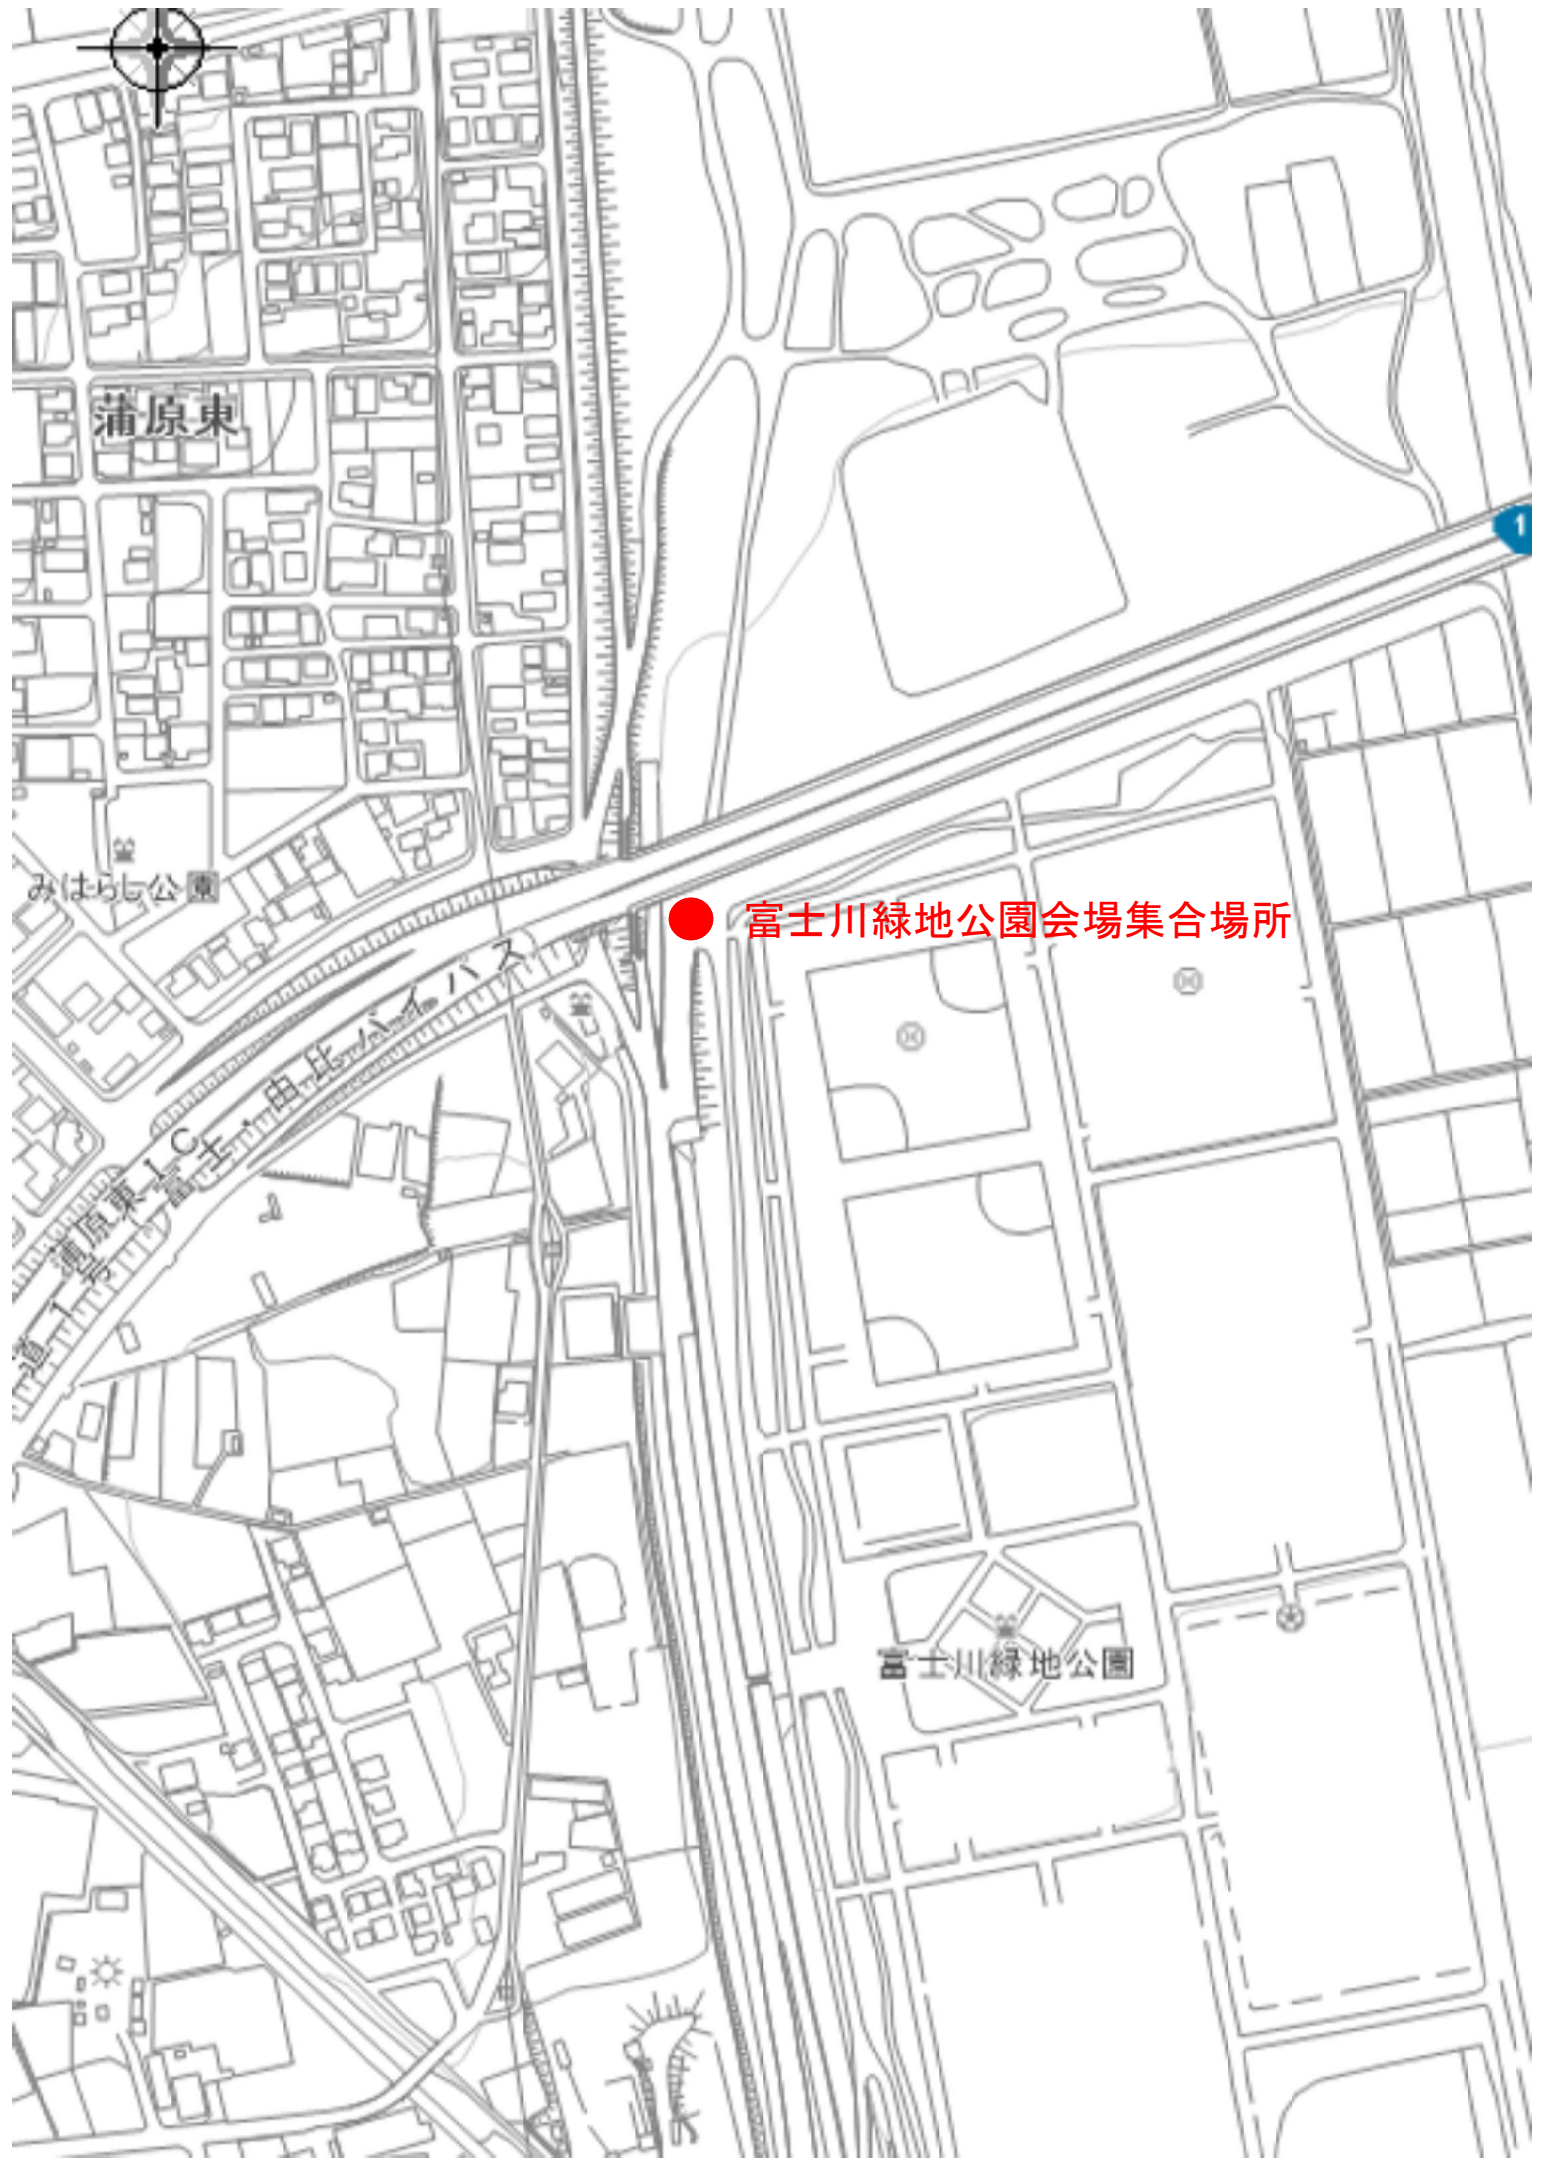 蒲原東
1
みはらし公園
富士川緑地公園会場集合場所
富士・由比バイパス
蒲原東IC
道1号
富士川緑地公園